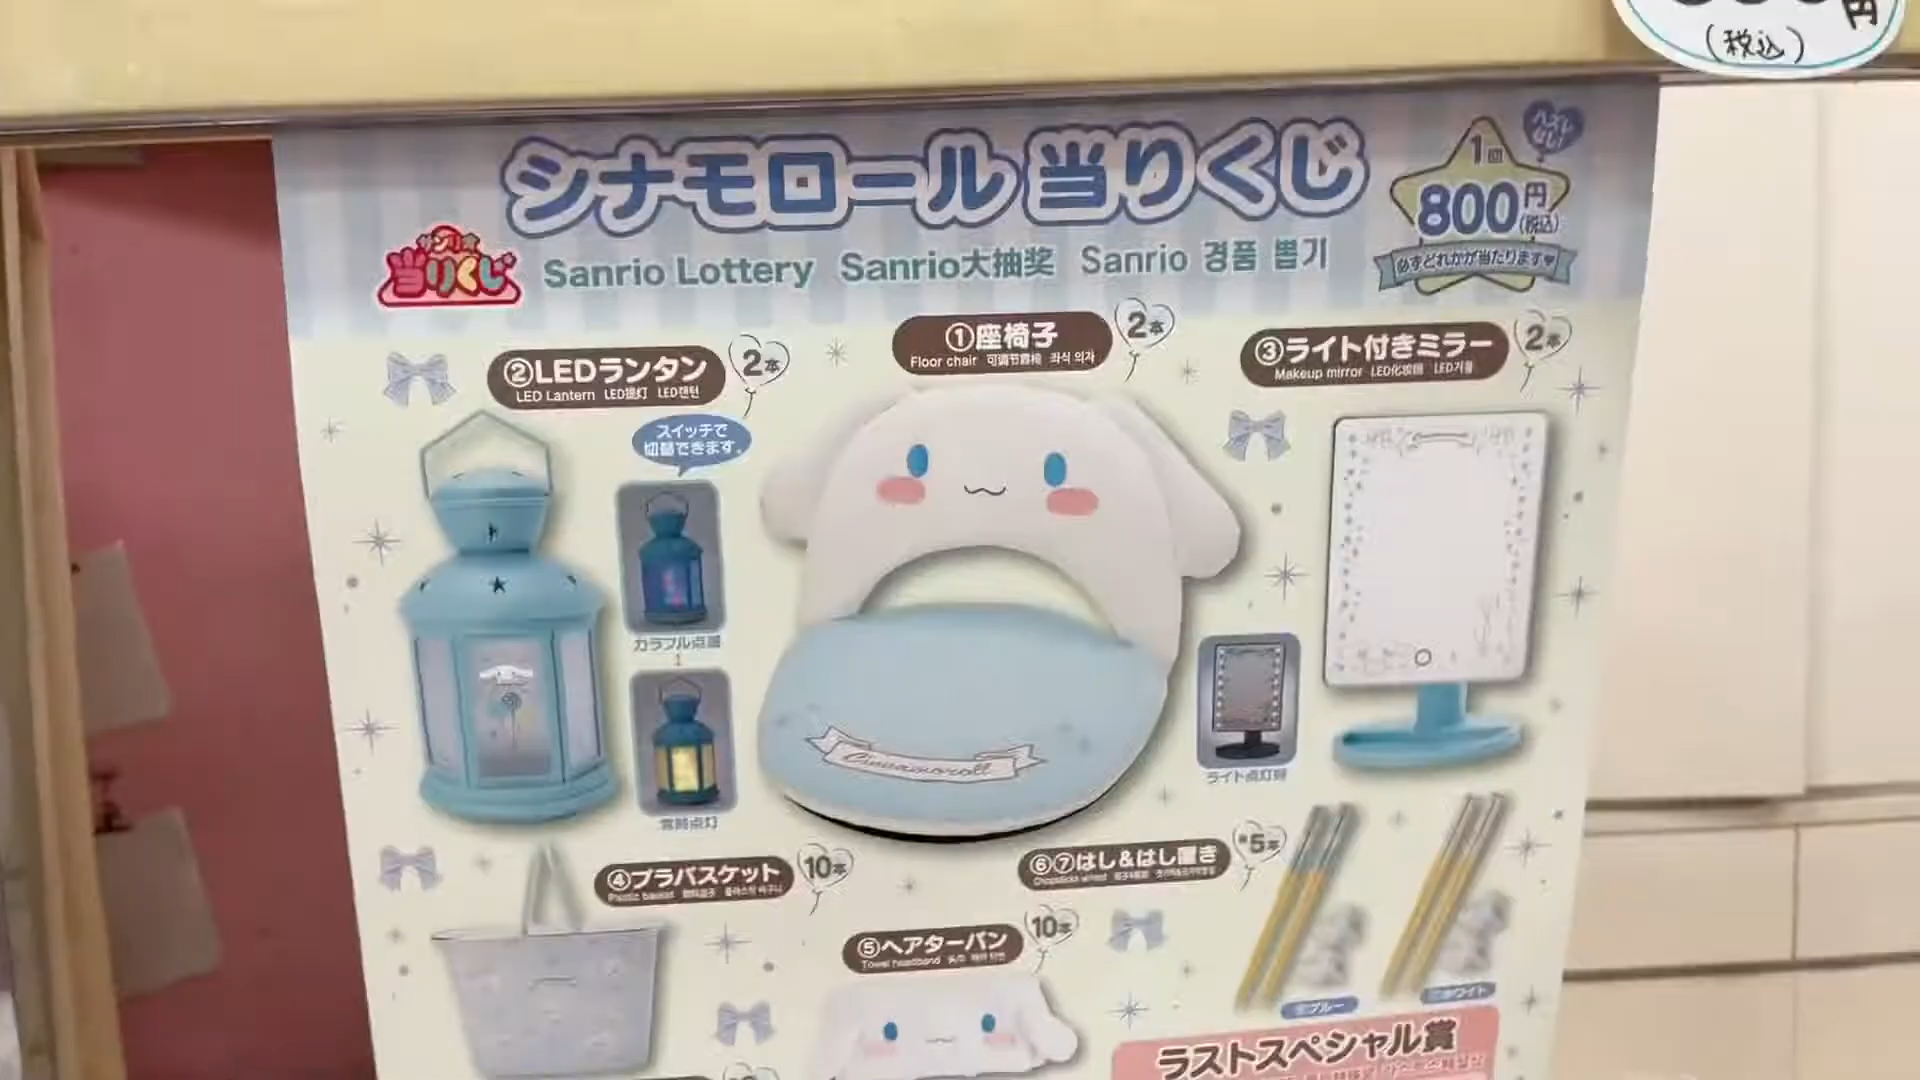 円
(税込)
シナモロール当りくじ
ハズレなし!
1回
800円
(税込)
必ずどれかが当たります♥
サンリオ
当りくじ
Sanrio Lottery Sanrio大抽奖 Sanrio 경품 뽑기
①座椅子
Floor chair 可调节靠椅 좌식 의자
2本
②LEDランタン
LED Lantern LED提灯 LED랜턴
2本
③ライト付きミラー
Makeup mirror LED化妆镜 LED거울
2本
スイッチで
切替できます。
カラフル点灯
常時点灯
Cinnamoroll
ライト点灯時
④プラバスケット
Plastic basket
10本
⑥⑦はし&はし置き
5本
⑤ヘアターバン
Towel headband
10本
ブルー
ホワイト
ラストスペシャル賞